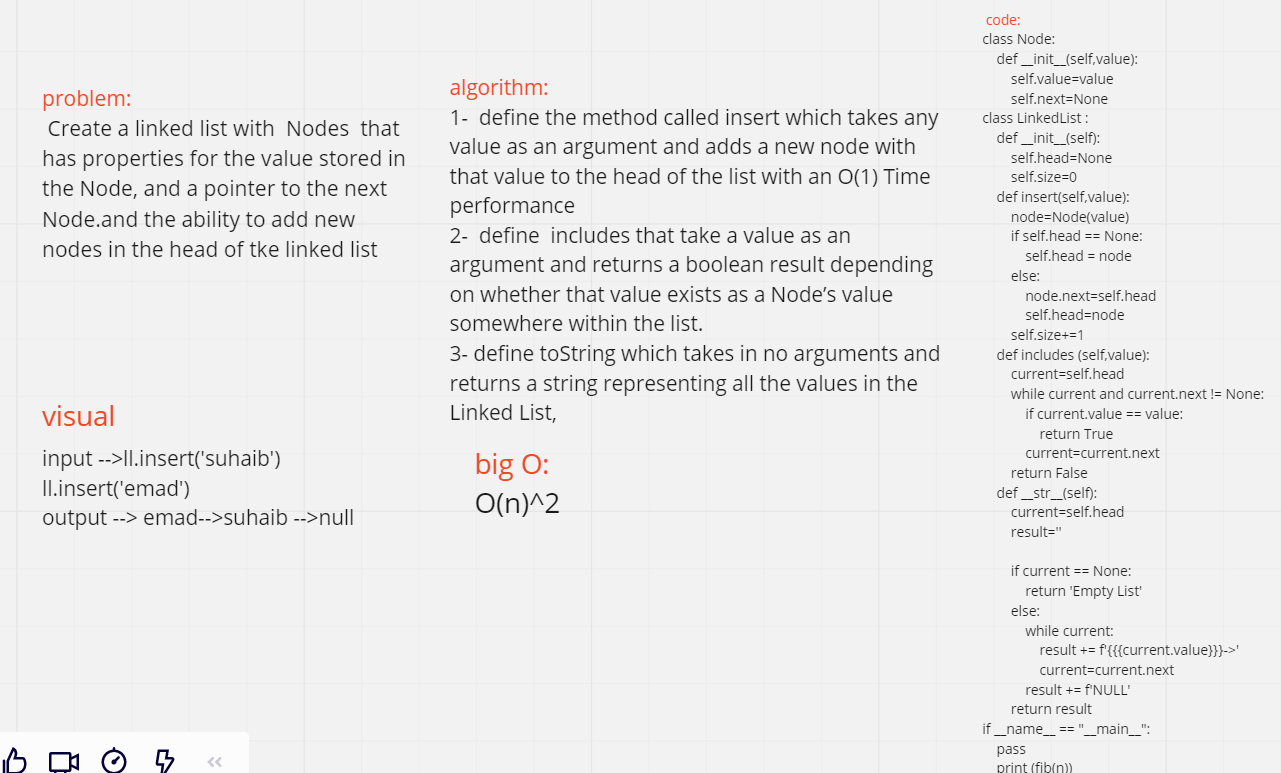 problem:
Create a linked list with Nodes that
has properties for the value stored in
the Node, and a pointer to the next
Node.and the ability to add new
nodes in the head of tke linked list
visual
input -->ll.insert('suhaib')
ll.insert('emad')
output --> emad-->suhaib -->null
algorithm:
1- define the method called insert which takes any
value as an argument and adds a new node with
that value to the head of the list with an O(1) Time
performance
2- define includes that take a value as an
argument and returns a boolean result depending
on whether that value exists as a Node’s value
somewhere within the list.
3- define toString which takes in no arguments and
returns a string representing all the values in the
Linked List,
big O:
O(n)^2
code:
class Node:
def __init__(self,value):
self.value=value
self.next=None
class LinkedList :
def __init__(self):
self.head=None
self.size=0
def insert(self,value):
node=Node(value)
if self.head == None:
self.head = node
else:
node.next=self.head
self.head=node
self.size+=1
def includes (self,value):
current=self.head
while current and current.next != None:
if current.value == value:
return True
current=current.next
return False
def __str__(self):
current=self.head
result=''
if current == None:
return 'Empty List'
else:
while current:
result += f'{{{current.value}}}->'
current=current.next
result += f'NULL'
return result
if __name__ == "__main__":
pass
print (fib(n))